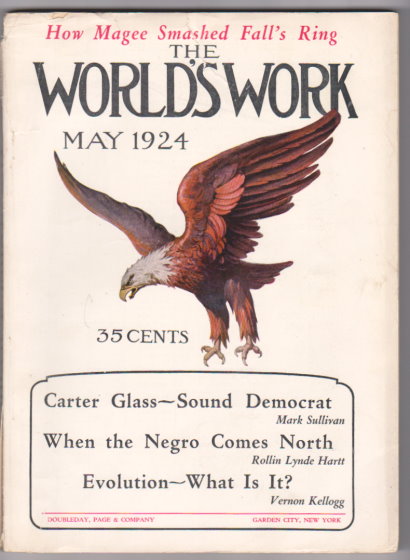 How Magee Smashed Fall's Ring
THE
WORLD'S WORK
MAY 1924
35 CENTS
Carter Glass~Sound Democrat
Mark Sullivan
When the Negro Comes North
Rollin Lynde Hartt
Evolution~What Is It?
Vernon Kellogg
DOUBLEDAY, PAGE & COMPANY GARDEN CITY, NEW YORK